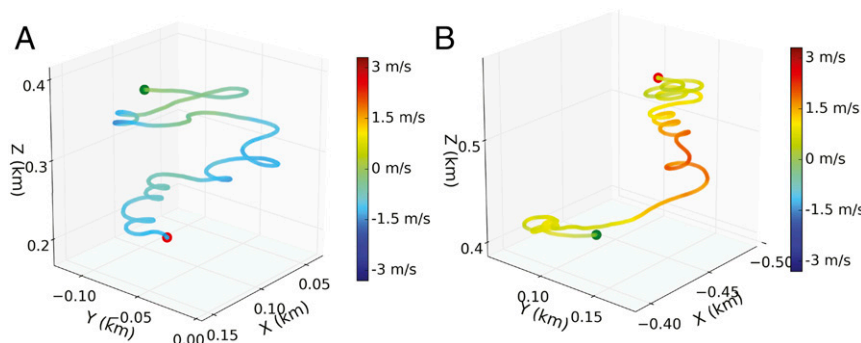 A
0.4
0.3
0.2
Z (km)
−0.10
−0.05
0.00
Y (km)
0.15
0.10
0.05
X (km)
3 m/s
1.5 m/s
0 m/s
−1.5 m/s
-3 m/s
B
0.5
0.4
Z (km)
0.10
0.15
Y (km)
−0.40
−0.45
−0.50
X (km)
3 m/s
1.5 m/s
0 m/s
−1.5 m/s
-3 m/s